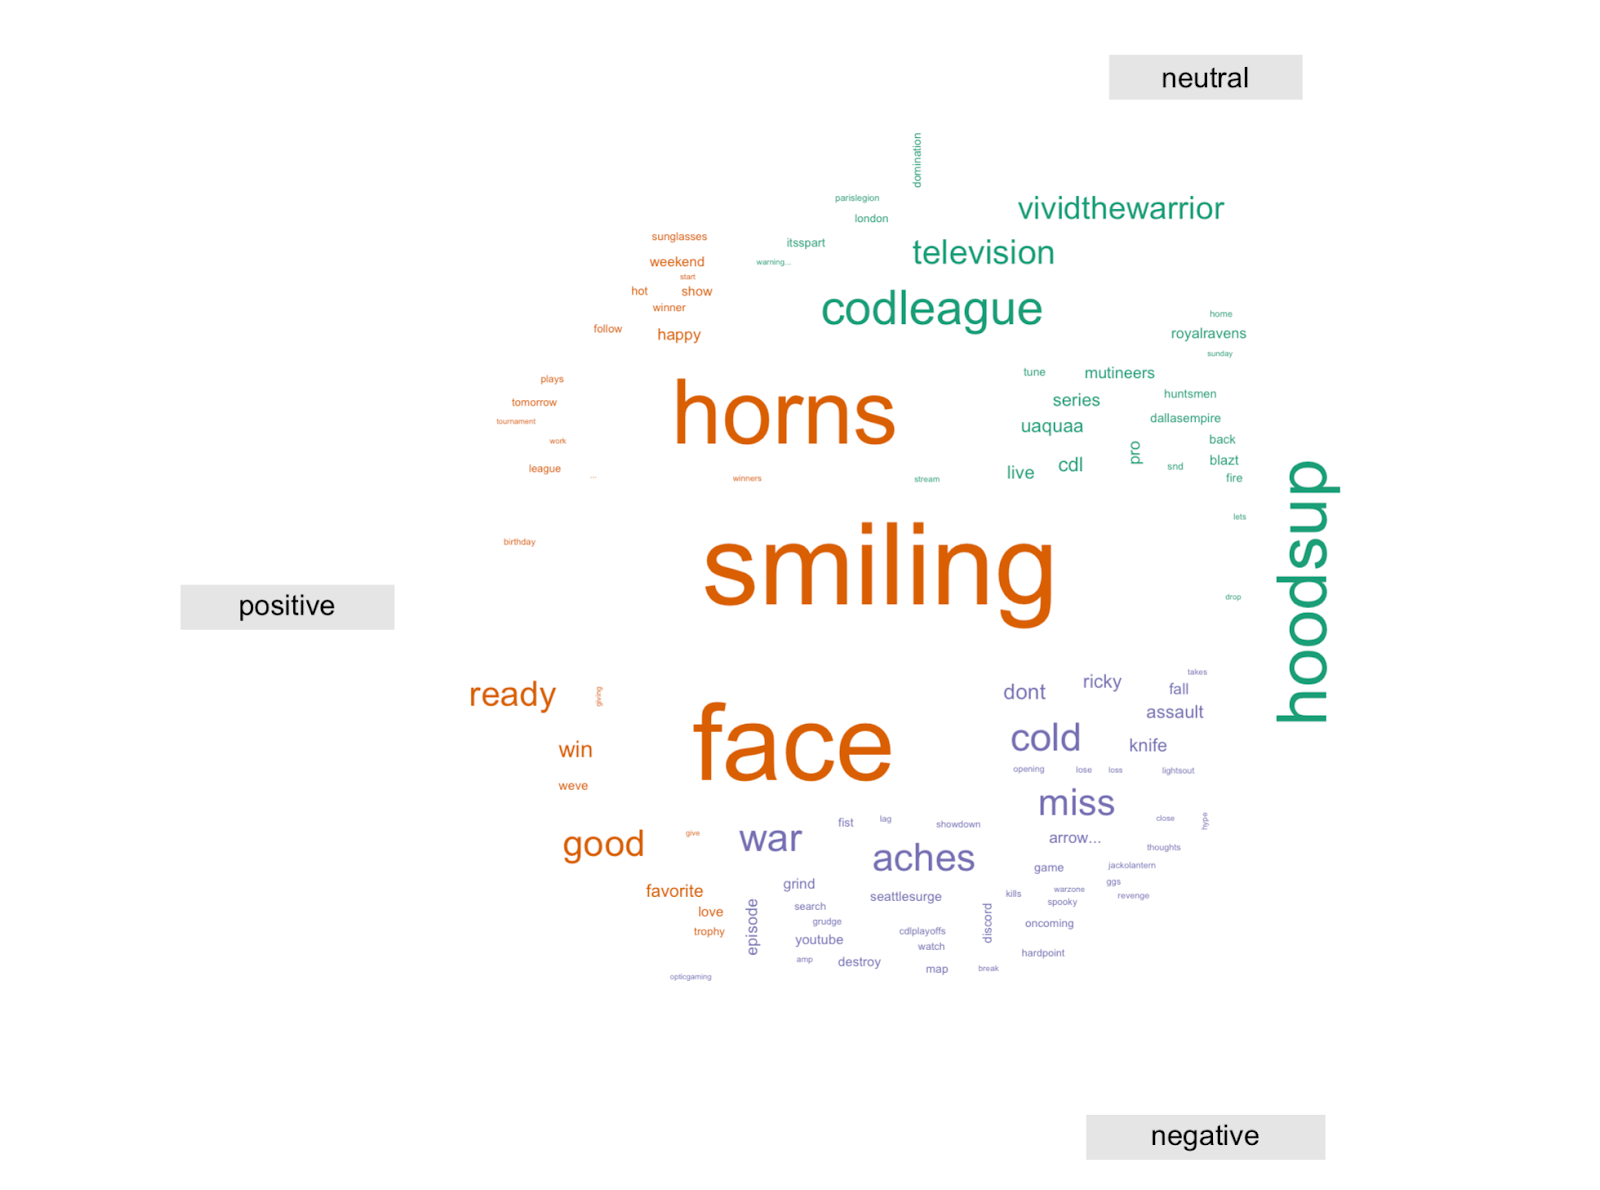 neutral
domination
parislegion
vividthewarrior
london
sunglasses
itsspart
television
weekend
warning...
start
hot
show
winner
codleague
home
follow
happy
royalravens
sunday
tune
mutineers
plays
horns
huntsmen
tomorrow
series
tournament
uaquaa
dallasempire
work
back
pro
league
live
cdl
snd
blazt
...
winners
stream
fire
hoodsup
lets
birthday
smiling
drop
positive
takes
ready
giving
dont
ricky
fall
assault
win
face
cold
knife
opening
lose
loss
lightsout
weve
miss
fist
lag
showdown
close
hype
good
give
war
arrow...
thoughts
aches
jackolantern
game
grind
ggs
favorite
seattlesurge
kills
warzone
revenge
spooky
love
search
episode
grudge
discord
oncoming
trophy
youtube
cdlplayoffs
watch
hardpoint
amp
destroy
map
break
opticgaming
negative